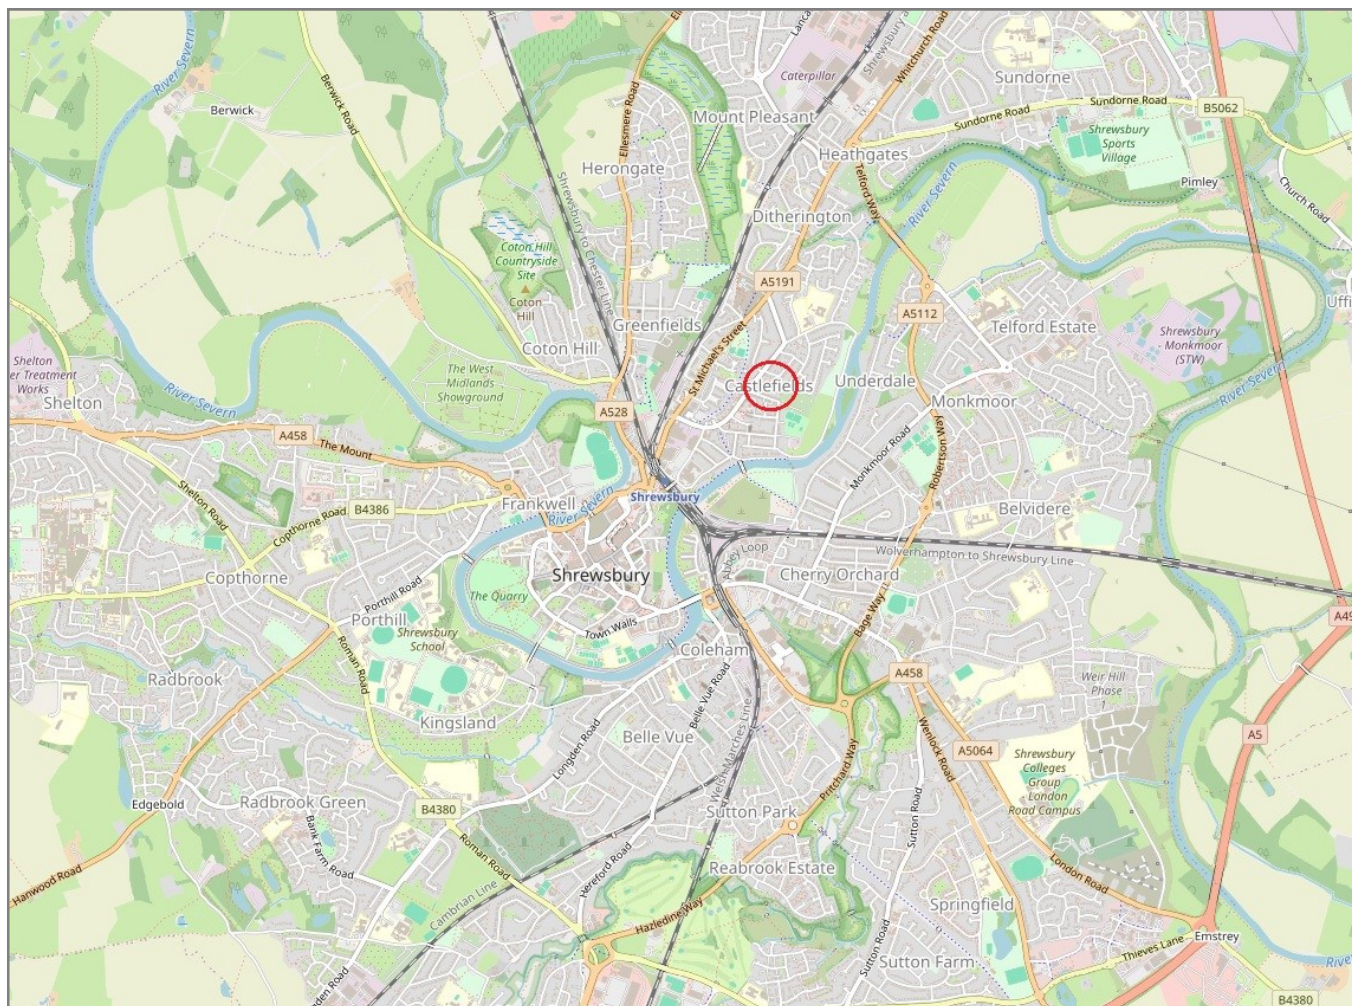 River Severn
Berwick
Berwick Road
Shrewsbury to Chester Line
Ellesmere Road
Herongate
Coton Hill
Countryside
Site
Coton
Hill
Coton Hill
Greenfields
Mount Pleasant
Caterpillar
Whitchurch Road
Sundorne
Sundorne Road
Sundorne Road
B5062
Shrewsbury
Sports
Village
Pimley
Church Road
Heathgates
Telford Way
River Severn
Ditherington
A5191
A5112
St Michael's Street
Castlefields
Underdale
Telford Estate
Shrewsbury
- Monkmoor
(STW)
Monkmoor
Monkmoor Road
Robertson Way
River Severn
Belvidere
Shelton
Shelton
River Severn
The West
Midlands
Showground
A528
A458
The Mount
Shelton Road
Copthorne Road
B4386
Frankwell
River Severn
Shrewsbury
Shrewsbury
Copthorne
Porthill Road
Porthill
Shrewsbury
School
The Quarry
Town Walls
Abbey Loop
Wolverhampton to Shrewsbury Line
Cherry Orchard
Bage Way
Coleham
A458
A49
A5
Radbrook
Roman Road
Kingsland
Longden Road
Belle Vue Road
Belle Vue
Welsh Marches Line
Pritchard Way
Wenlock Road
A5064
Weir Hill
Phase
1
Shrewsbury
Colleges
Group
London
Road Campus
Edgebold
Radbrook Green
Bank Farm Road
B4380
Roman Road
Hereford Road
Sutton Park
Sutton Road
Reabrook Estate
London Road
Hanwood Road
Cambrian Line
Hazledine Way
Springfield
Sutton Road
Sutton Farm
Thieves Lane
Emstrey
B4380